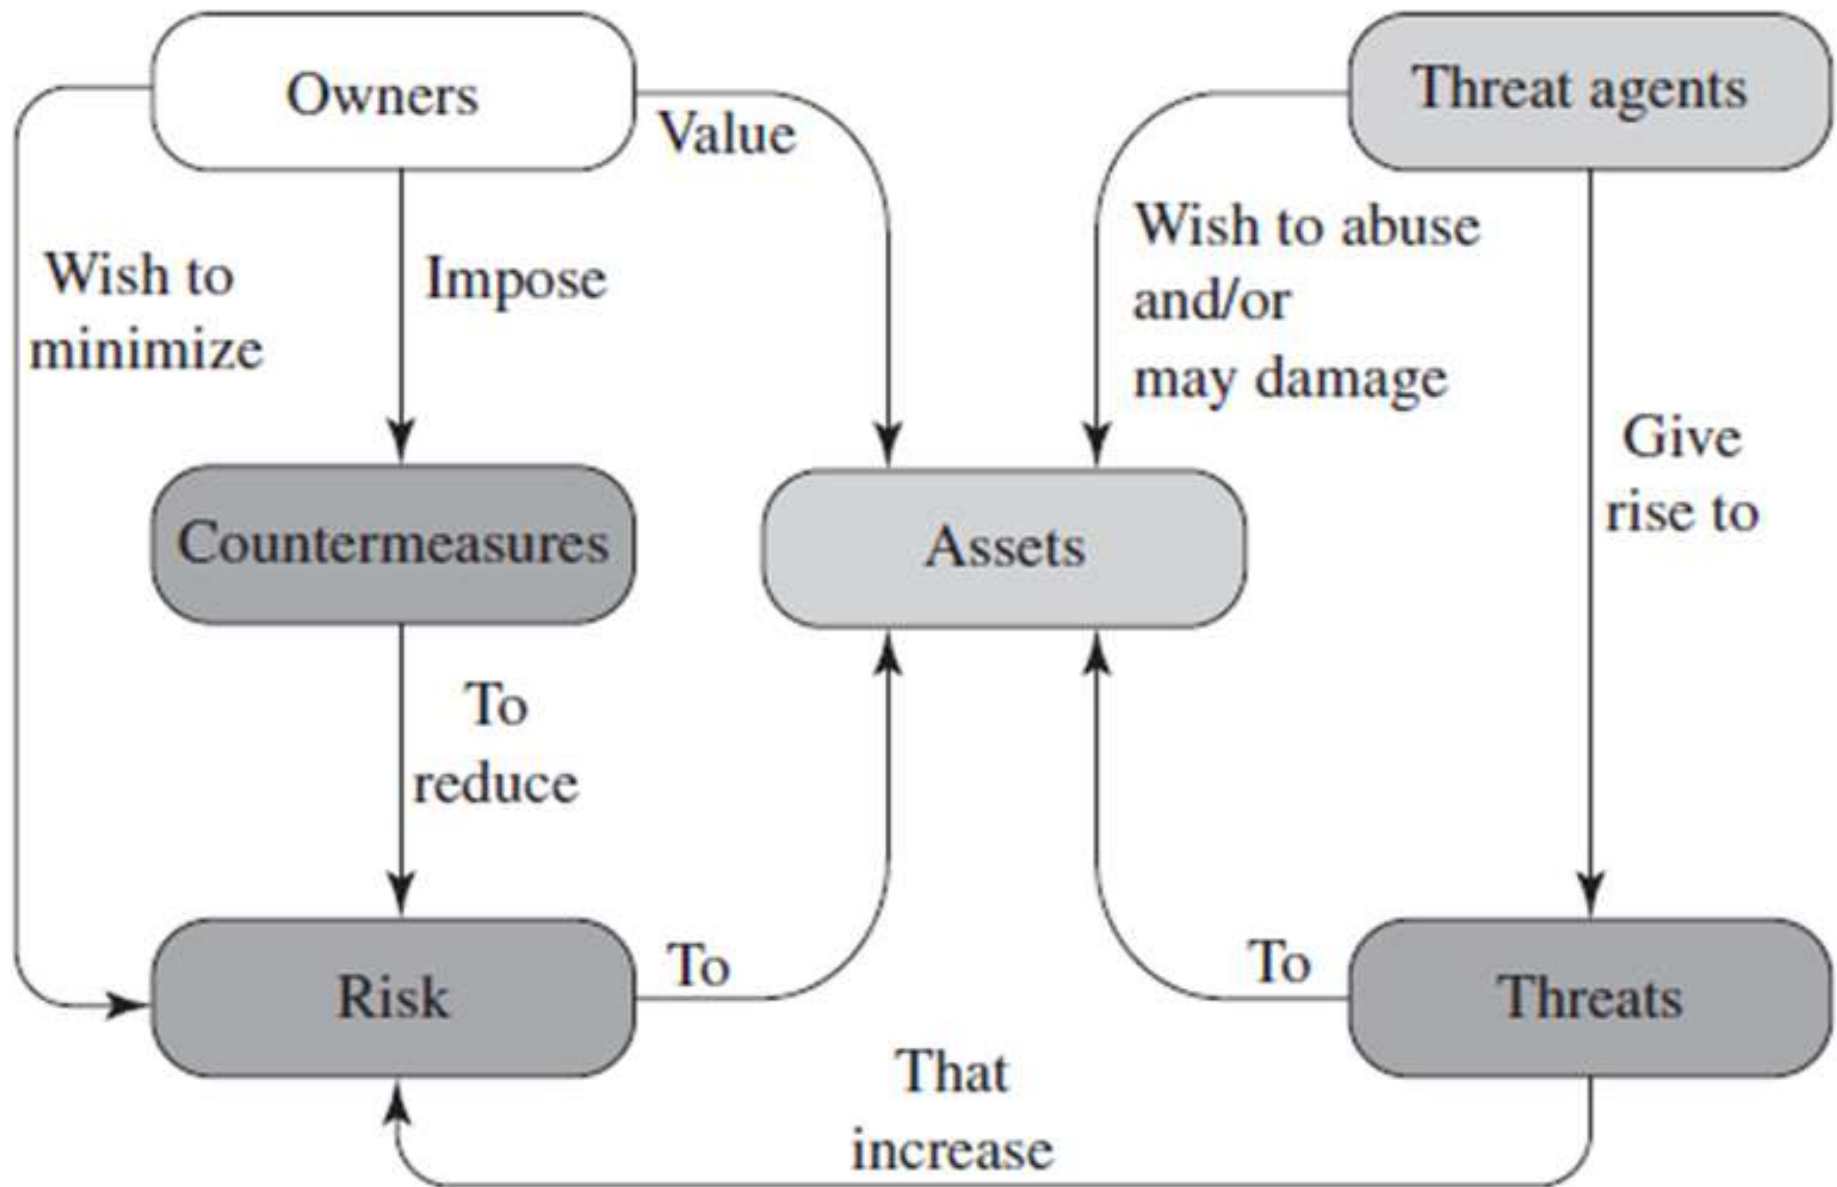 Owners
Threat agents
Value
Wish to abuse
and/or
may damage
Wish to
minimize
Impose
Give
rise to
Countermeasures
Assets
To
reduce
Risk
To
To
Threats
That
increase